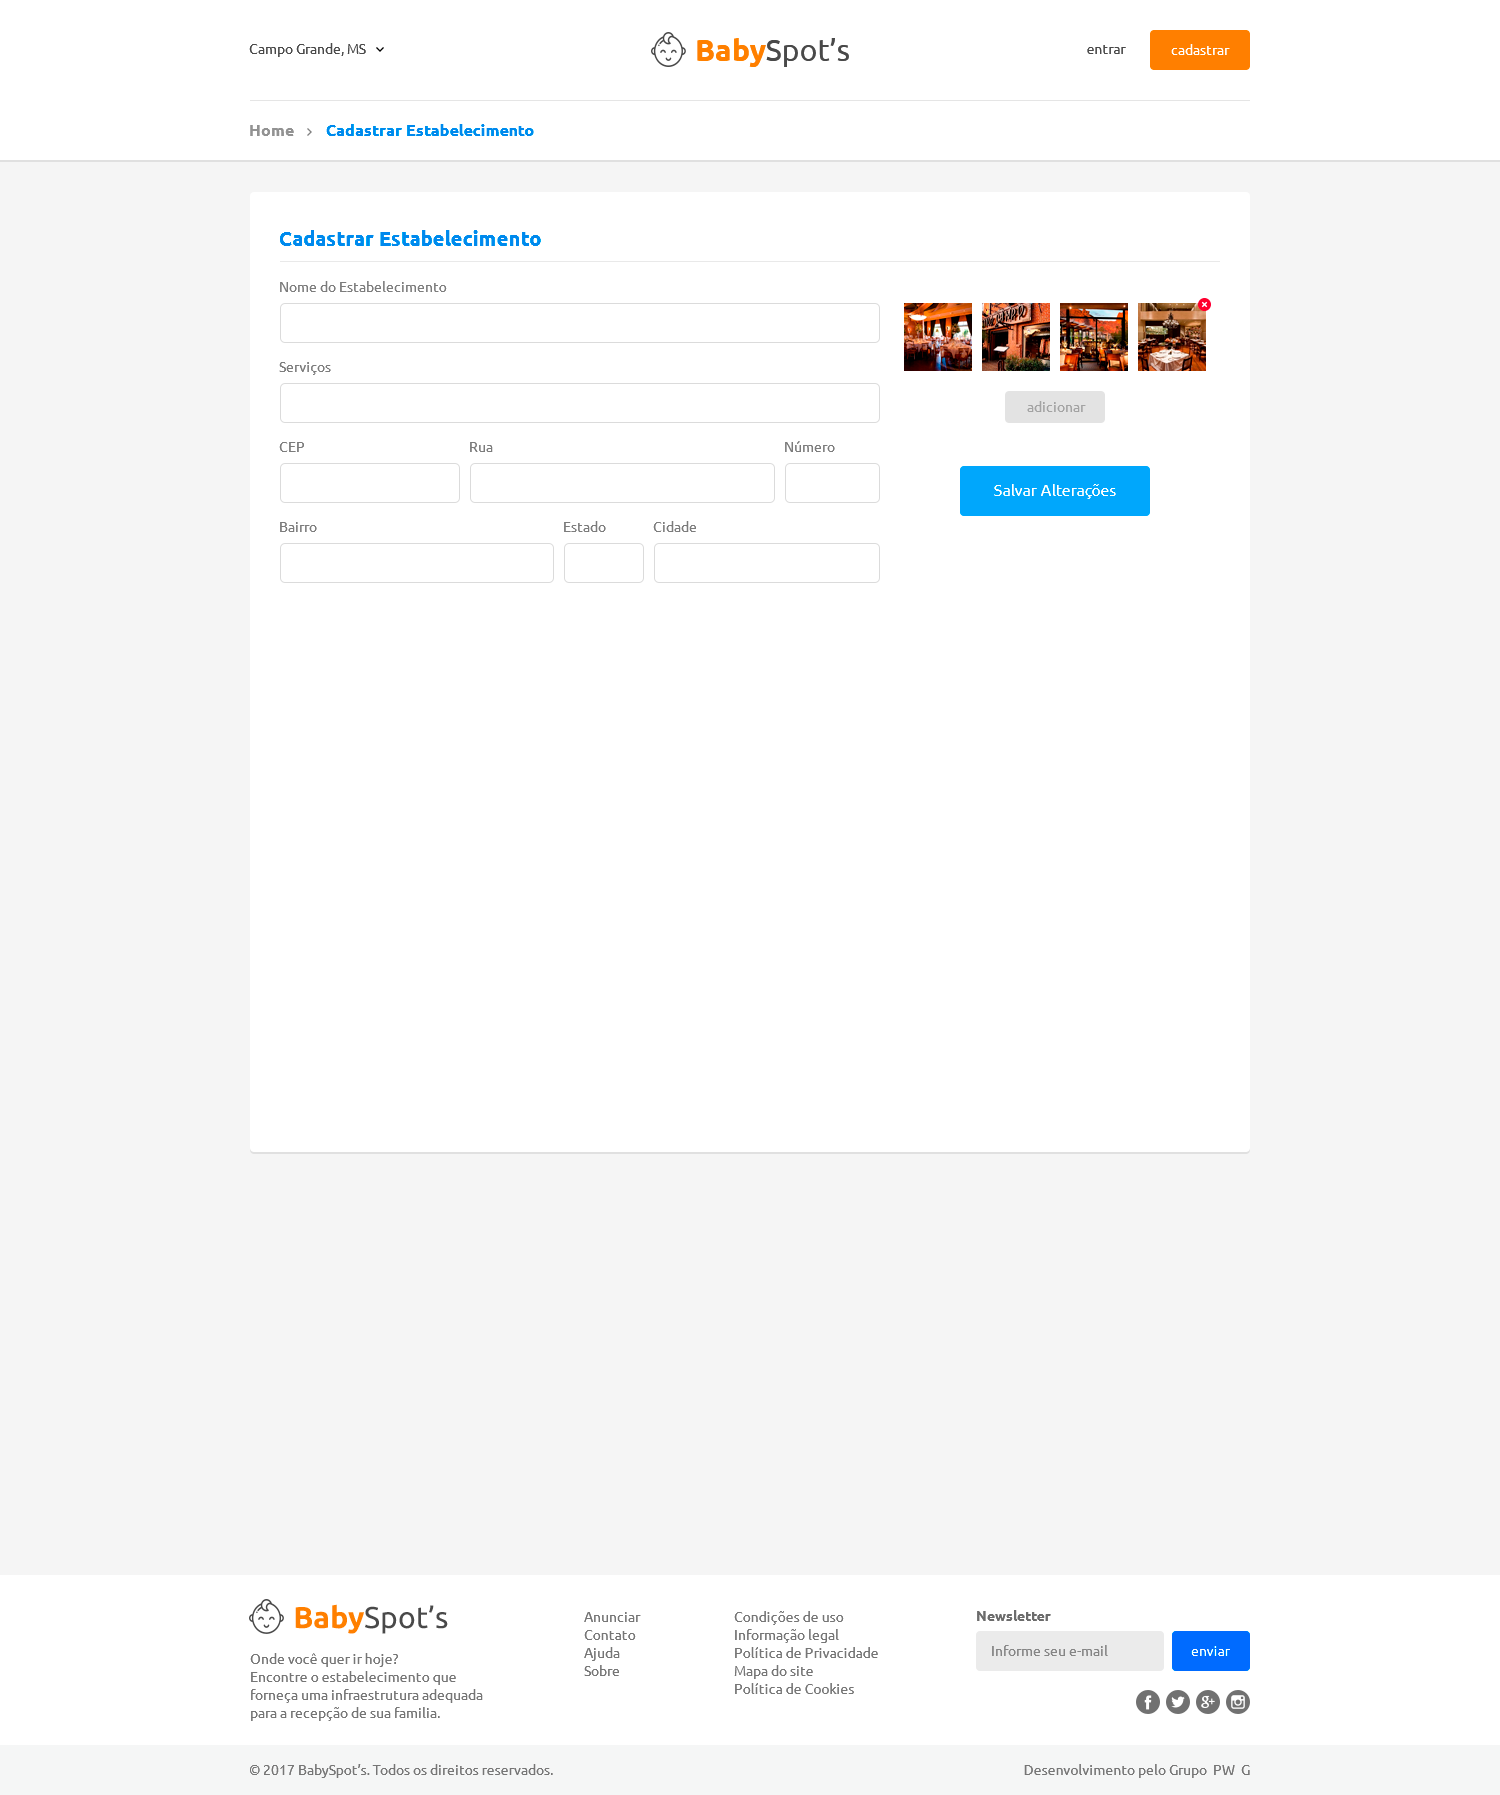 Campo Grande, MS
BabySpot's
entrar
cadastrar
Home > Cadastrar Estabelecimento
Cadastrar Estabelecimento
Nome do Estabelecimento
Serviços
adicionar
CEP
Rua
Número
Salvar Alterações
Bairro
Estado
Cidade
BabySpot's
Onde você quer ir hoje?
Encontre o estabelecimento que
forneça uma infraestrutura adequada
para a recepção de sua familia.
Anunciar
Contato
Ajuda
Sobre
Condições de uso
Informação legal
Política de Privacidade
Mapa do site
Política de Cookies
Newsletter
Informe seu e-mail
enviar
© 2017 BabySpot's. Todos os direitos reservados.
Desenvolvimento pelo Grupo PW G